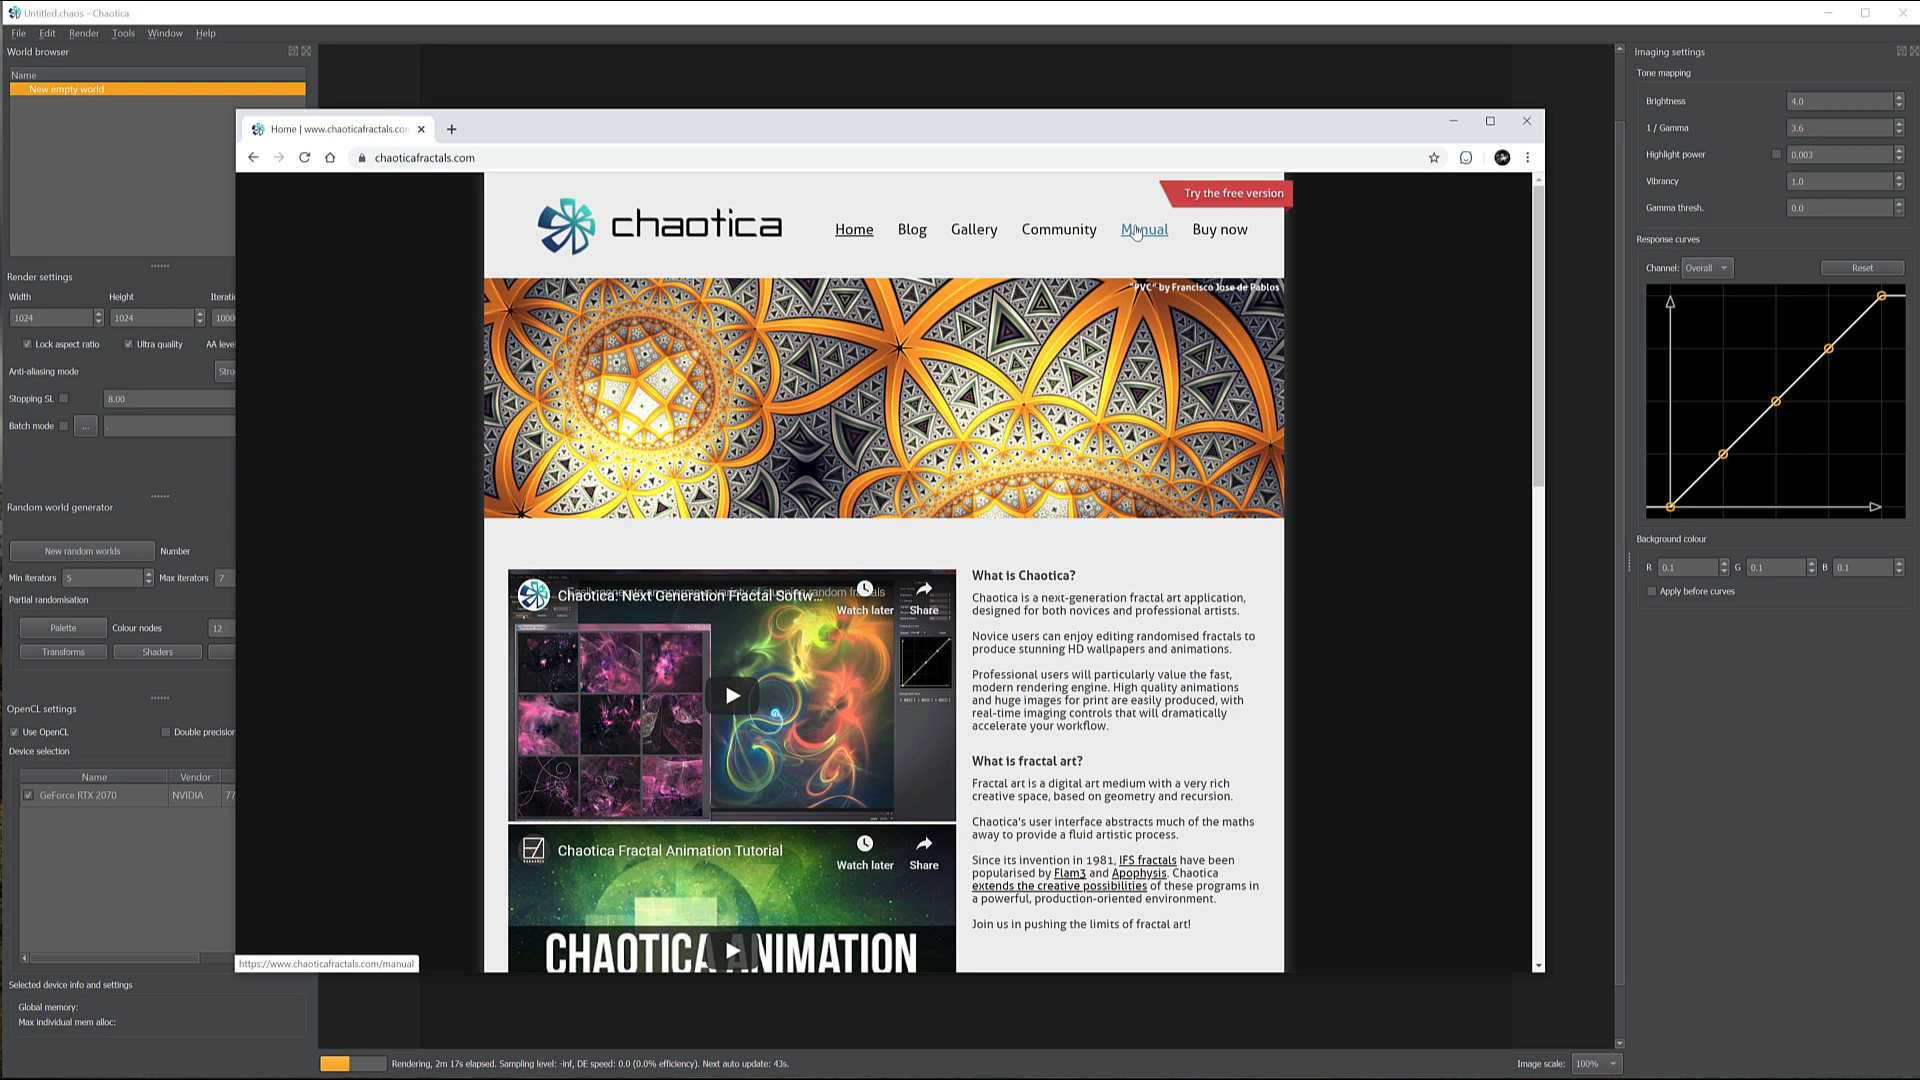 Untitled.chaos - Chaotica
File Edit Render Tools Window Help
World browser
Name
New empty world
Render settings
Width Height Iteratio
1024 1024 1000
Lock aspect ratio Ultra quality AA level
Anti-aliasing mode Stro
Stopping SL 8.00
Batch mode ... .
Random world generator
New random worlds Number
Min iterators 5 Max iterators 7
Partial randomisation
Palette Colour nodes 12
Transforms Shaders
OpenCL settings
Use OpenCL Double precision
Device selection
Name Vendor
GeForce RTX 2070 NVIDIA 77
Selected device info and settings
Global memory:
Max individual mem alloc:
Home | www.chaoticafractals.com
chaoticafractals.com
Try the free version
chaotica
Home Blog Gallery Community Manual Buy now
"PVC" by Francisco Jose de Pablos
Chaotica: Next Generation Fractal Softw...
Watch later Share
Chaotica Fractal Animation Tutorial
Watch later Share
CHAOTICA ANIMATION
What is Chaotica?
Chaotica is a next-generation fractal art application,
designed for both novices and professional artists.
Novice users can enjoy editing randomised fractals to
produce stunning HD wallpapers and animations.
Professional users will particularly value the fast,
modern rendering engine. High quality animations
and huge images for print are easily produced, with
real-time imaging controls that will dramatically
accelerate your workflow.
What is fractal art?
Fractal art is a digital art medium with a very rich
creative space, based on geometry and recursion.
Chaotica's user interface abstracts much of the maths
away to provide a fluid artistic process.
Since its invention in 1981, IFS fractals have been
popularised by Flam3 and Apophysis. Chaotica
extends the creative possibilities of these programs in
a powerful, production-oriented environment.
Join us in pushing the limits of fractal art!
https://www.chaoticafractals.com/manual
Rendering, 2m 17s elapsed. Sampling level: -inf, DE speed: 0.0 (0.0% efficiency). Next auto update: 43s.
Image scale: 100%
Imaging settings
Tone mapping
Brightness 4.0
1 / Gamma 3.6
Highlight power 0.003
Vibrancy 1.0
Gamma thresh. 0.0
Response curves
Channel: Overall Reset
Background colour
R 0.1 G 0.1 B 0.1
Apply before curves